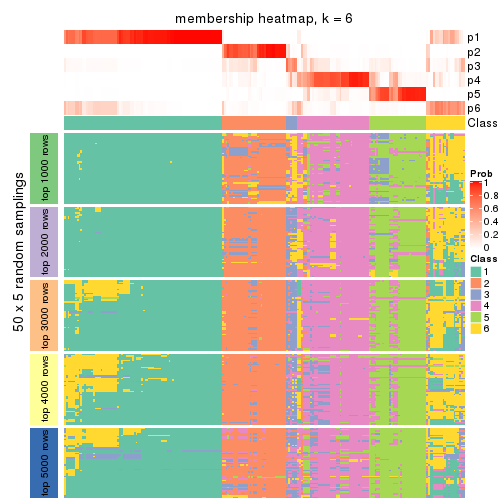 membership heatmap, k = 6
p1
p2
p3
p4
p5
p6
Class
50 x 5 random samplings
top 1000 rows
top 2000 rows
top 3000 rows
top 4000 rows
top 5000 rows
Prob
1
0.8
0.6
0.4
0.2
0
Class
1
2
3
4
5
6